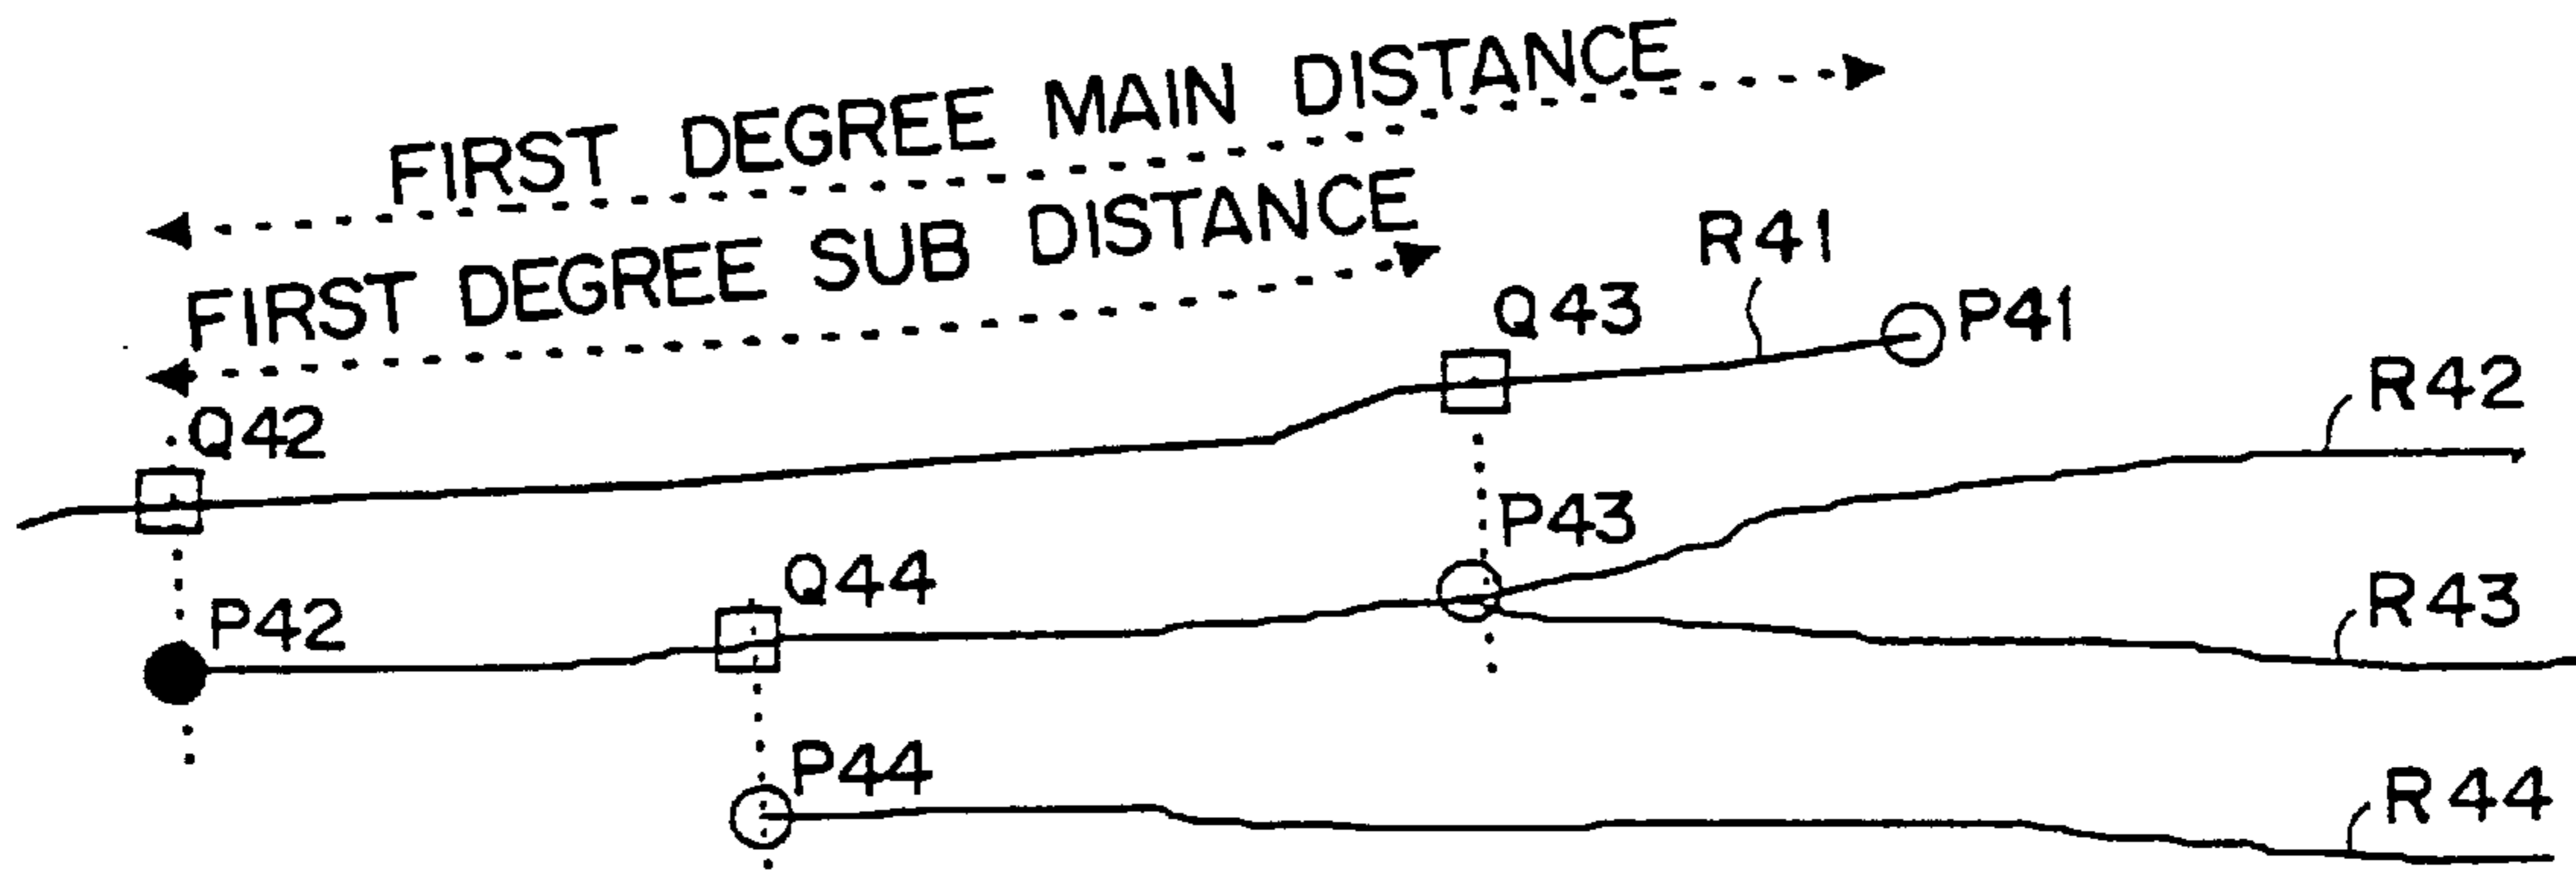 FIRST DEGREE MAIN DISTANCE
FIRST DEGREE SUB DISTANCE
R41
Q43
P41
R42
Q42
P43
Q44
R43
P42
P44
R44